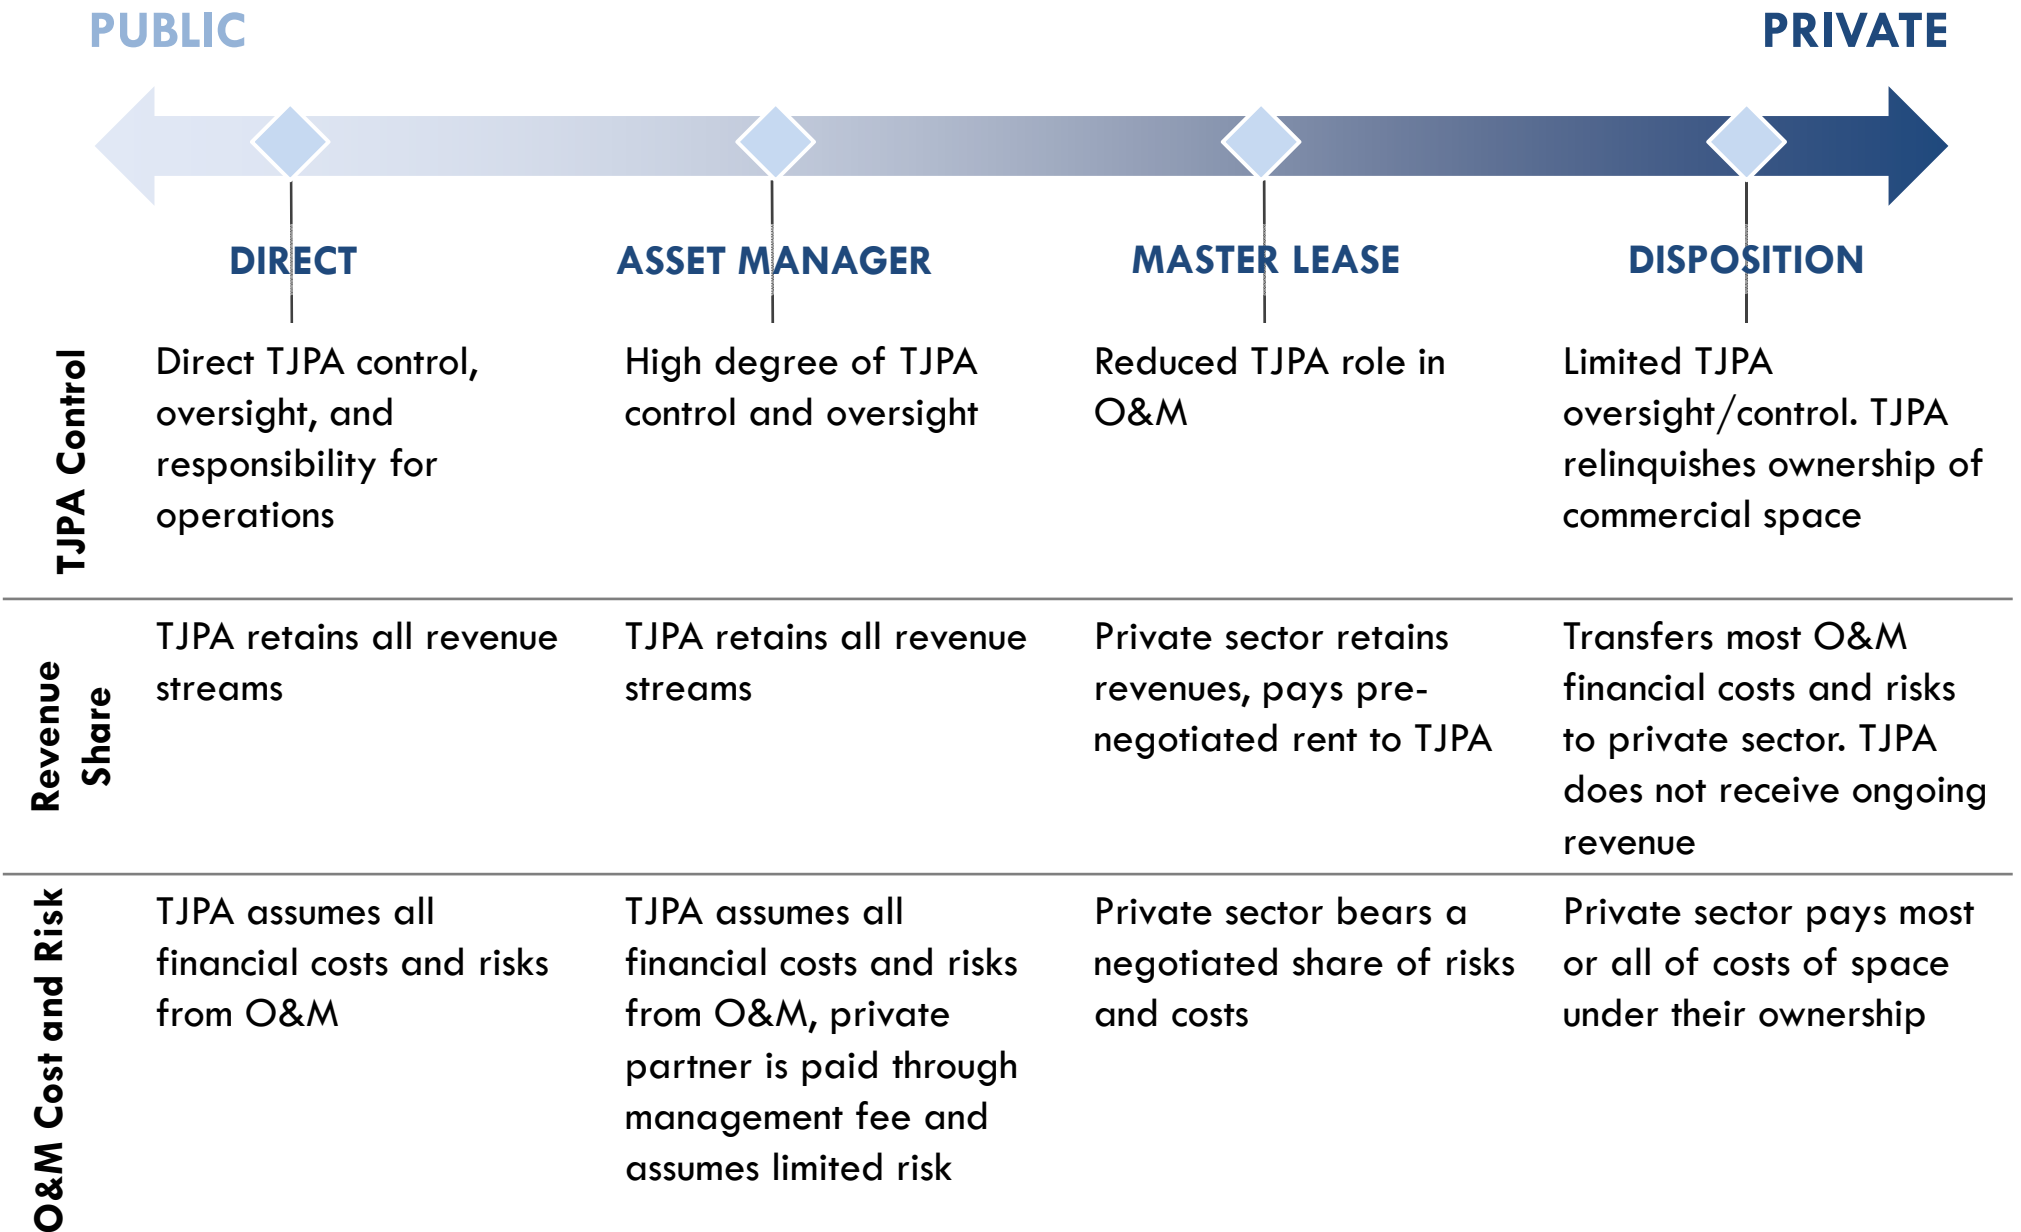 PUBLIC
PRIVATE
DIRECT
ASSET MANAGER
MASTER LEASE
DISPOSITION
TJPA Control
Direct TJPA control,
oversight, and
responsibility for
operations
High degree of TJPA
control and oversight
Reduced TJPA role in
O&M
Limited TJPA
oversight/control. TJPA
relinquishes ownership of
commercial space
Revenue
Share
TJPA retains all revenue
streams
TJPA retains all revenue
streams
Private sector retains
revenues, pays pre-
negotiated rent to TJPA
Transfers most O&M
financial costs and risks
to private sector. TJPA
does not receive ongoing
revenue
O&M Cost and Risk
TJPA assumes all
financial costs and risks
from O&M
TJPA assumes all
financial costs and risks
from O&M, private
partner is paid through
management fee and
assumes limited risk
Private sector bears a
negotiated share of risks
and costs
Private sector pays most
or all of costs of space
under their ownership